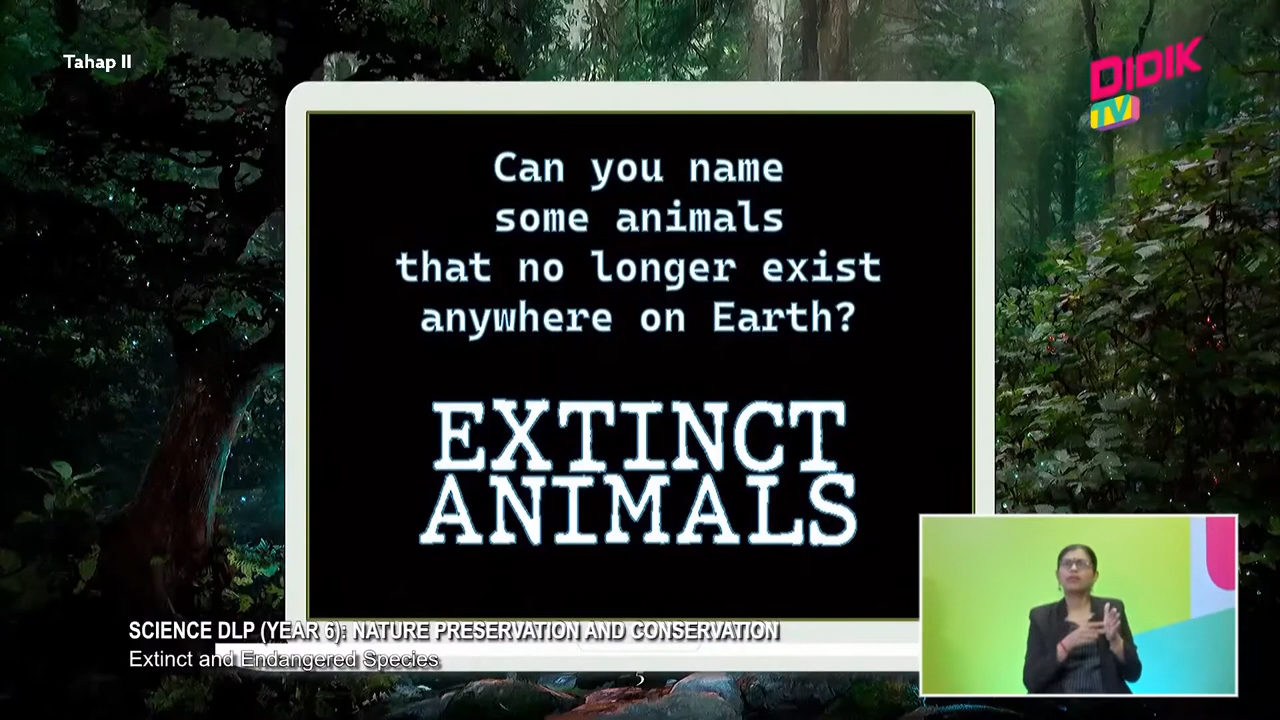 Tahap II
DIDIK
TV
Can you name
some animals
that no longer exist
anywhere on Earth?
EXTINCT
ANIMALS
SCIENCE DLP (YEAR 6): NATURE PRESERVATION AND CONSERVATION
Extinct and Endangered Species
5